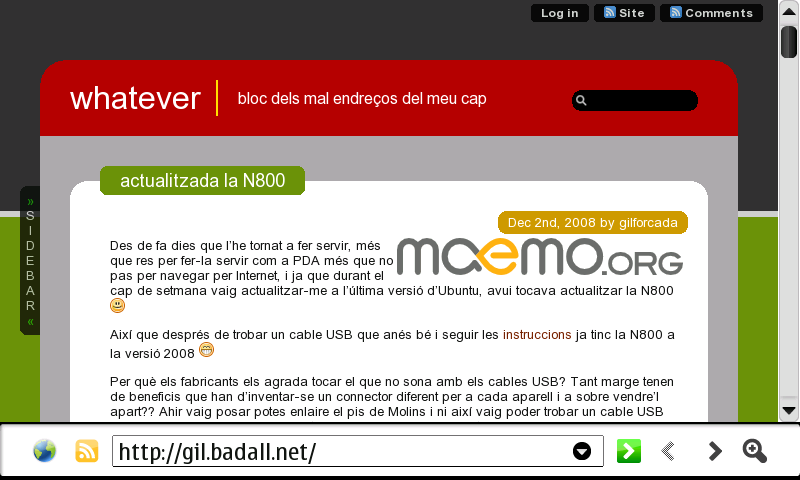 Log in Site Comments
whatever bloc dels mal endreços del meu cap
actualitzada la N800
Dec 2nd, 2008 by gilforcada
maemo.org
Des de fa dies que l'he tornat a fer servir, més
que res per fer-la servir com a PDA més que no
pas per navegar per Internet, i ja que durant el
cap de setmana vaig actualitzar-me a l'última versió d'Ubuntu, avui tocava actualitzar la N800
Així que després de trobar un cable USB que anés bé i seguir les instruccions ja tinc la N800 a
la versió 2008
Per què els fabricants els agrada tocar el que no sona amb els cables USB? Tant marge tenen
de beneficis que han d'inventar-se un connector diferent per a cada aparell i a sobre vendre'l
apart?? Ahir vaig posar potes enlaire el pis de Molins i ni així vaig poder trobar un cable USB
» SIDEBAR «
http://gil.badall.net/